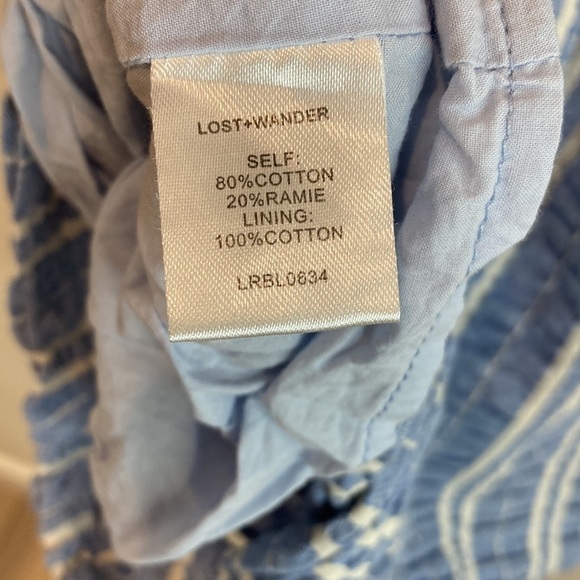 LOST+WANDER
SELF:
80%COTTON
20%RAMIE
LINING:
100%COTTON
LRBL0634